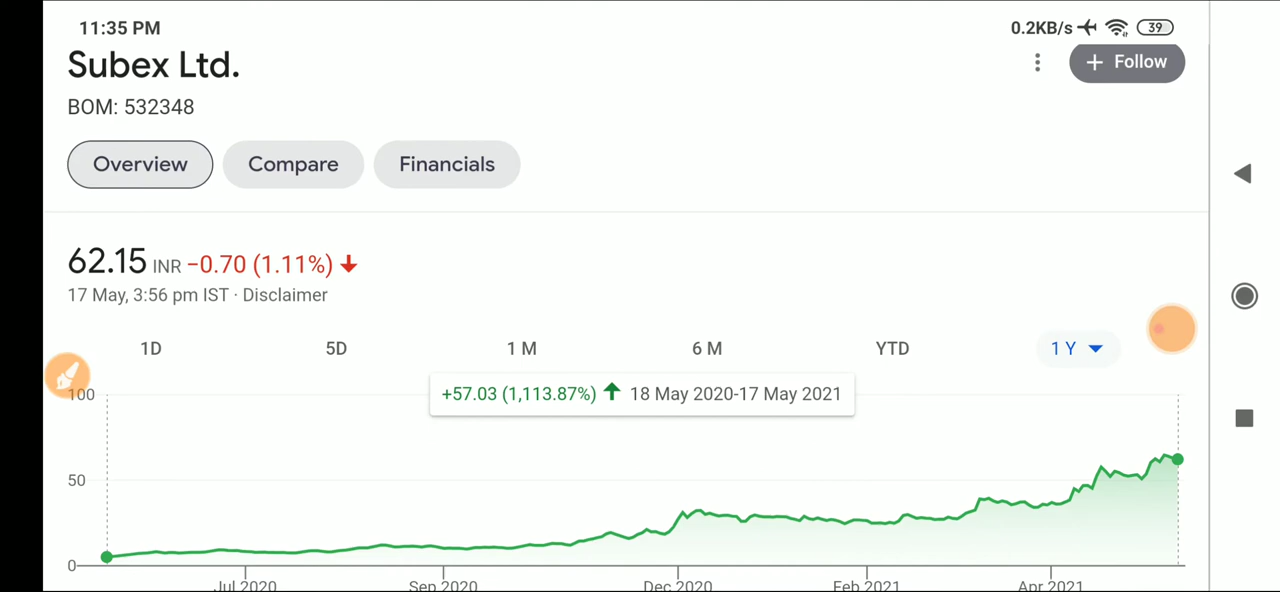 11:35 PM 0.2KB/s 39
Subex Ltd.
+ Follow
BOM: 532348
Overview Compare Financials
62.15 INR −0.70 (1.11%)
17 May, 3:56 pm IST · Disclaimer
1D 5D 1 M 6 M YTD 1 Y
+57.03 (1,113.87%) 18 May 2020-17 May 2021
100
50
0
Jul 2020 Sep 2020 Dec 2020 Feb 2021 Apr 2021